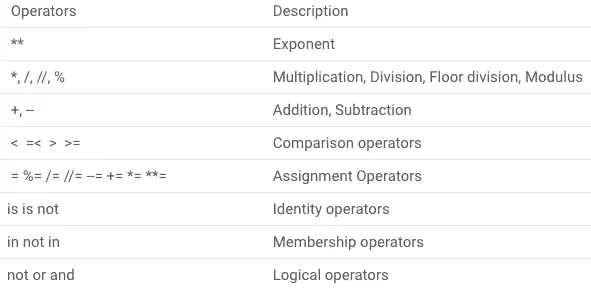 Operators Description
** Exponent
*, /, //, % Multiplication, Division, Floor division, Modulus
+, – Addition, Subtraction
< =< > >= Comparison operators
= %= /= //= –= += *= **= Assignment Operators
is is not Identity operators
in not in Membership operators
not or and Logical operators